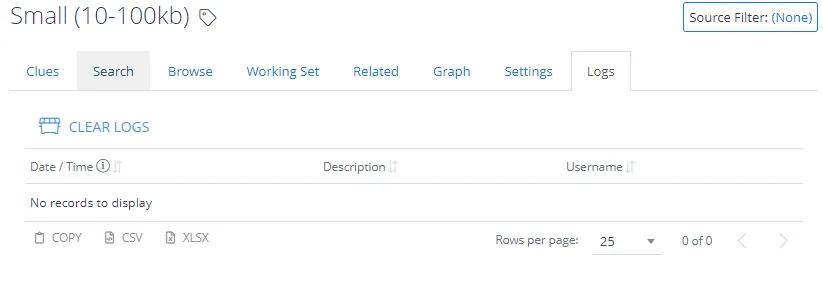 Small (10-100kb)
Source Filter: (None)
Clues Search Browse Working Set Related Graph Settings Logs
CLEAR LOGS
Date / Time Description Username
No records to display
COPY CSV XLSX Rows per page: 25 0 of 0